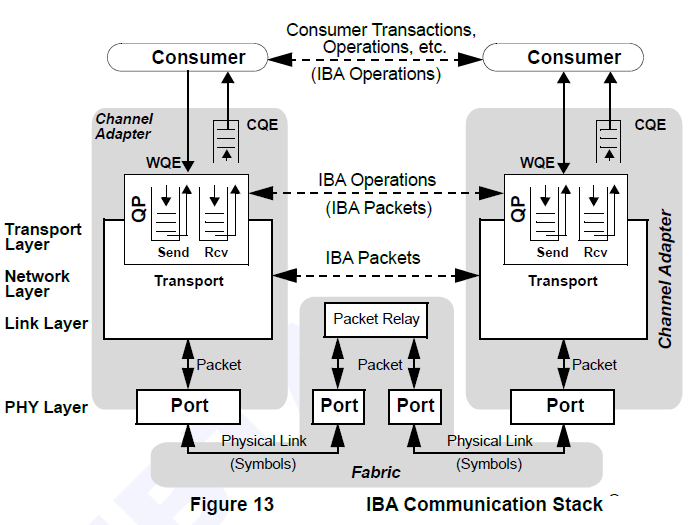 Consumer Transactions,
Operations, etc.
(IBA Operations)
Consumer
Consumer
Channel
Adapter
CQE
CQE
WQE
WQE
IBA Operations
(IBA Packets)
QP
Send Rcv
QP
Send Rcv
Transport
Layer
Network
Layer
Link Layer
PHY Layer
Transport
IBA Packets
Transport
Channel Adapter
Packet Relay
Packet
Packet
Packet
Port
Port
Port
Port
Physical Link
(Symbols)
Physical Link
(Symbols)
Fabric
Figure 13 IBA Communication Stack